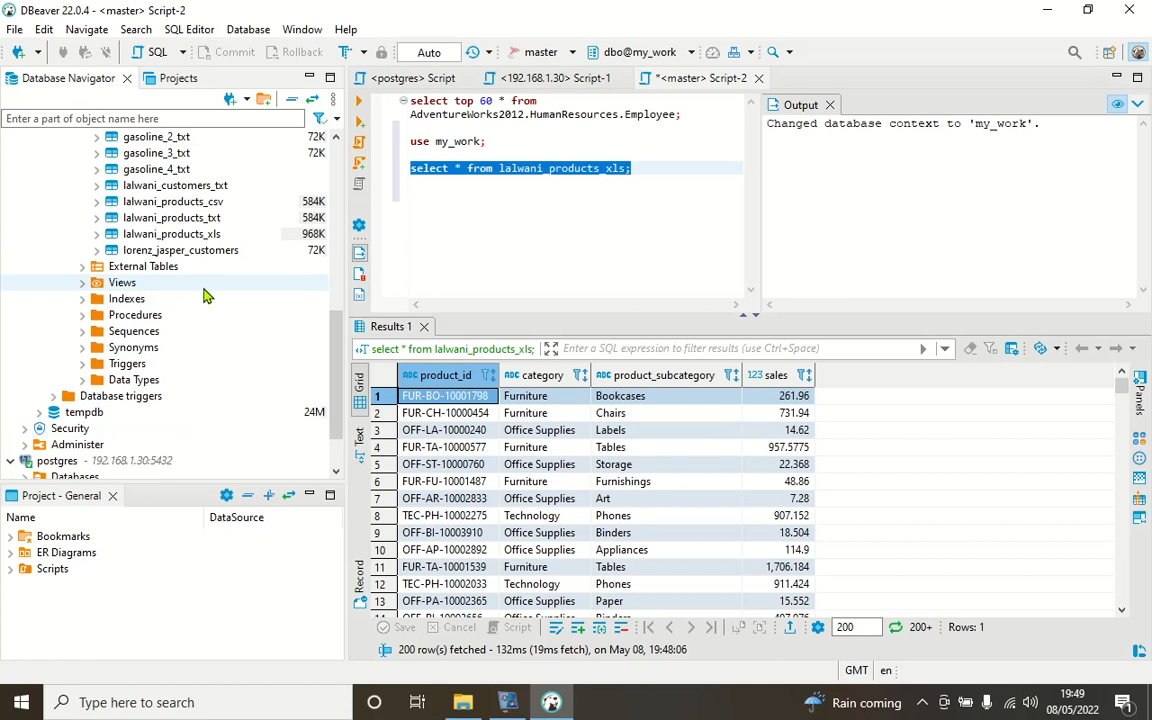 DBeaver 22.0.4 - <master> Script-2
File Edit Navigate Search SQL Editor Database Window Help
SQL Commit Rollback T Auto master dbo@my_work
Database Navigator Projects
<postgres> Script <192.168.1.30> Script-1 *<master> Script-2
Enter a part of object name here
gasoline_2_txt 72K
gasoline_3_txt 72K
gasoline_4_txt
lalwani_customers_txt
lalwani_products_csv 584K
lalwani_products_txt 584K
lalwani_products_xls 968K
lorenz_jasper_customers 72K
External Tables
Views
Indexes
Procedures
Sequences
Synonyms
Triggers
Data Types
Database triggers
tempdb 24M
Security
Administer
postgres - 192.168.1.30:5432
Databases
select top 60 * from
AdventureWorks2012.HumanResources.Employee;
use my_work;
select * from lalwani_products_xls;
Output
Changed database context to 'my_work'.
Results 1
select * from lalwani_products_xls; Enter a SQL expression to filter results (use Ctrl+Space)
Grid
Text
Record
Panels
product_id category product_subcategory 123 sales
1 FUR-BO-10001798 Furniture Bookcases 261.96
2 FUR-CH-10000454 Furniture Chairs 731.94
3 OFF-LA-10000240 Office Supplies Labels 14.62
4 FUR-TA-10000577 Furniture Tables 957.5775
5 OFF-ST-10000760 Office Supplies Storage 22.368
6 FUR-FU-10001487 Furniture Furnishings 48.86
7 OFF-AR-10002833 Office Supplies Art 7.28
8 TEC-PH-10002275 Technology Phones 907.152
9 OFF-BI-10003910 Office Supplies Binders 18.504
10 OFF-AP-10002892 Office Supplies Appliances 114.9
11 FUR-TA-10001539 Furniture Tables 1,706.184
12 TEC-PH-10002033 Technology Phones 911.424
13 OFF-PA-10002365 Office Supplies Paper 15.552
Save Cancel Script 200 200+ Rows: 1
200 row(s) fetched - 132ms (19ms fetch), on May 08, 19:48:06
Project - General
Name DataSource
Bookmarks
ER Diagrams
Scripts
GMT en
Type here to search
Rain coming
19:49
08/05/2022
1